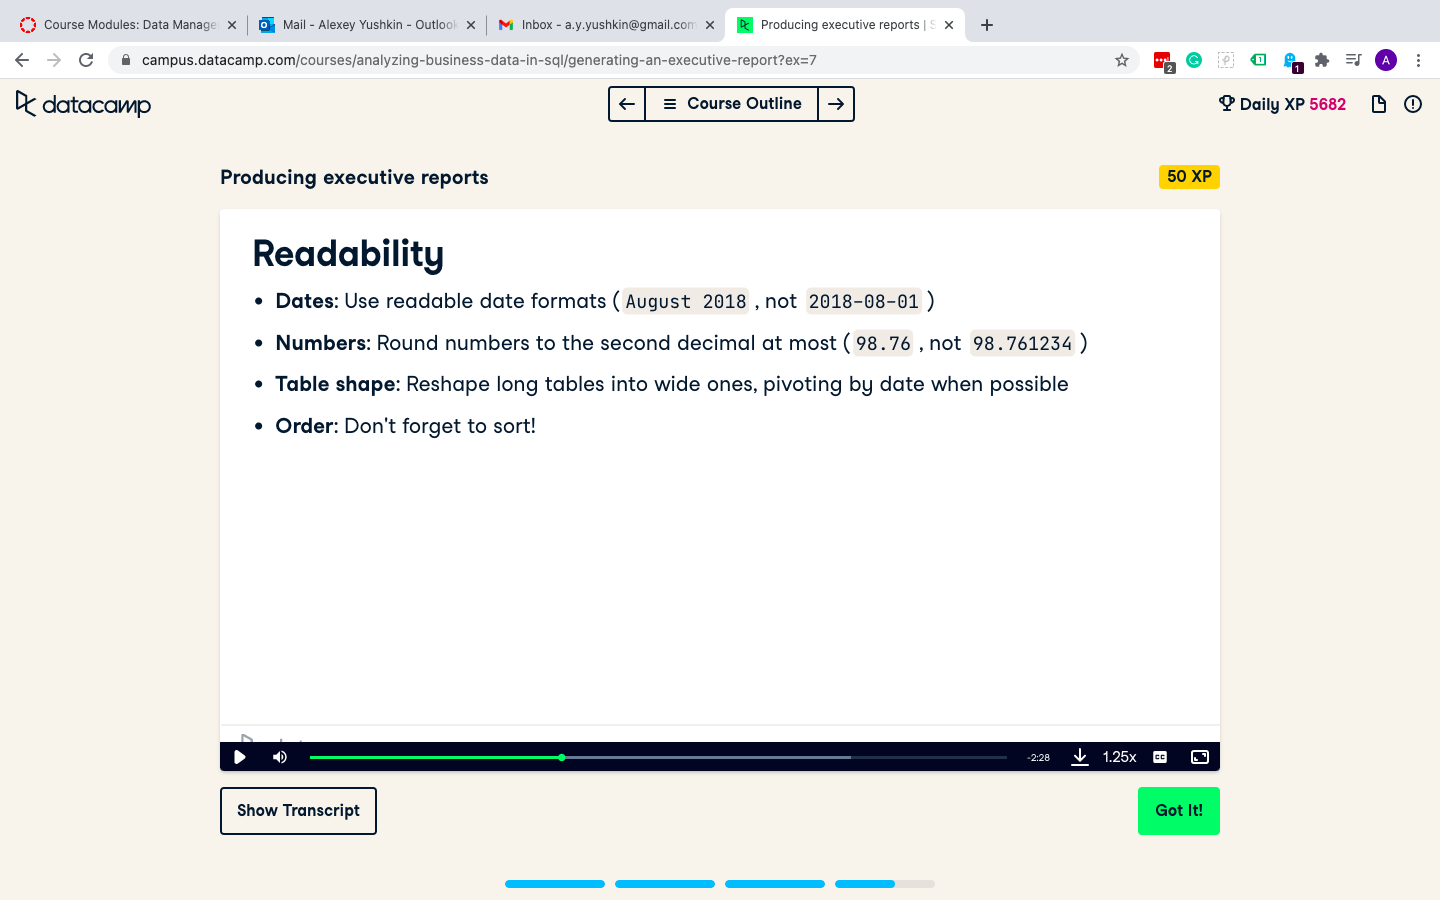 Course Modules: Data Manage
Mail - Alexey Yushkin - Outlook
Inbox - a.y.yushkin@gmail.com
Producing executive reports | S
campus.datacamp.com/courses/analyzing-business-data-in-sql/generating-an-executive-report?ex=7
2
1
1
A
datacamp
Course Outline
Daily XP 5682
Producing executive reports
50 XP
Readability
• Dates: Use readable date formats ( August 2018 , not 2018-08-01 )
• Numbers: Round numbers to the second decimal at most ( 98.76 , not 98.761234 )
• Table shape: Reshape long tables into wide ones, pivoting by date when possible
• Order: Don't forget to sort!
-2:28
1.25x
CC
Show Transcript
Got It!